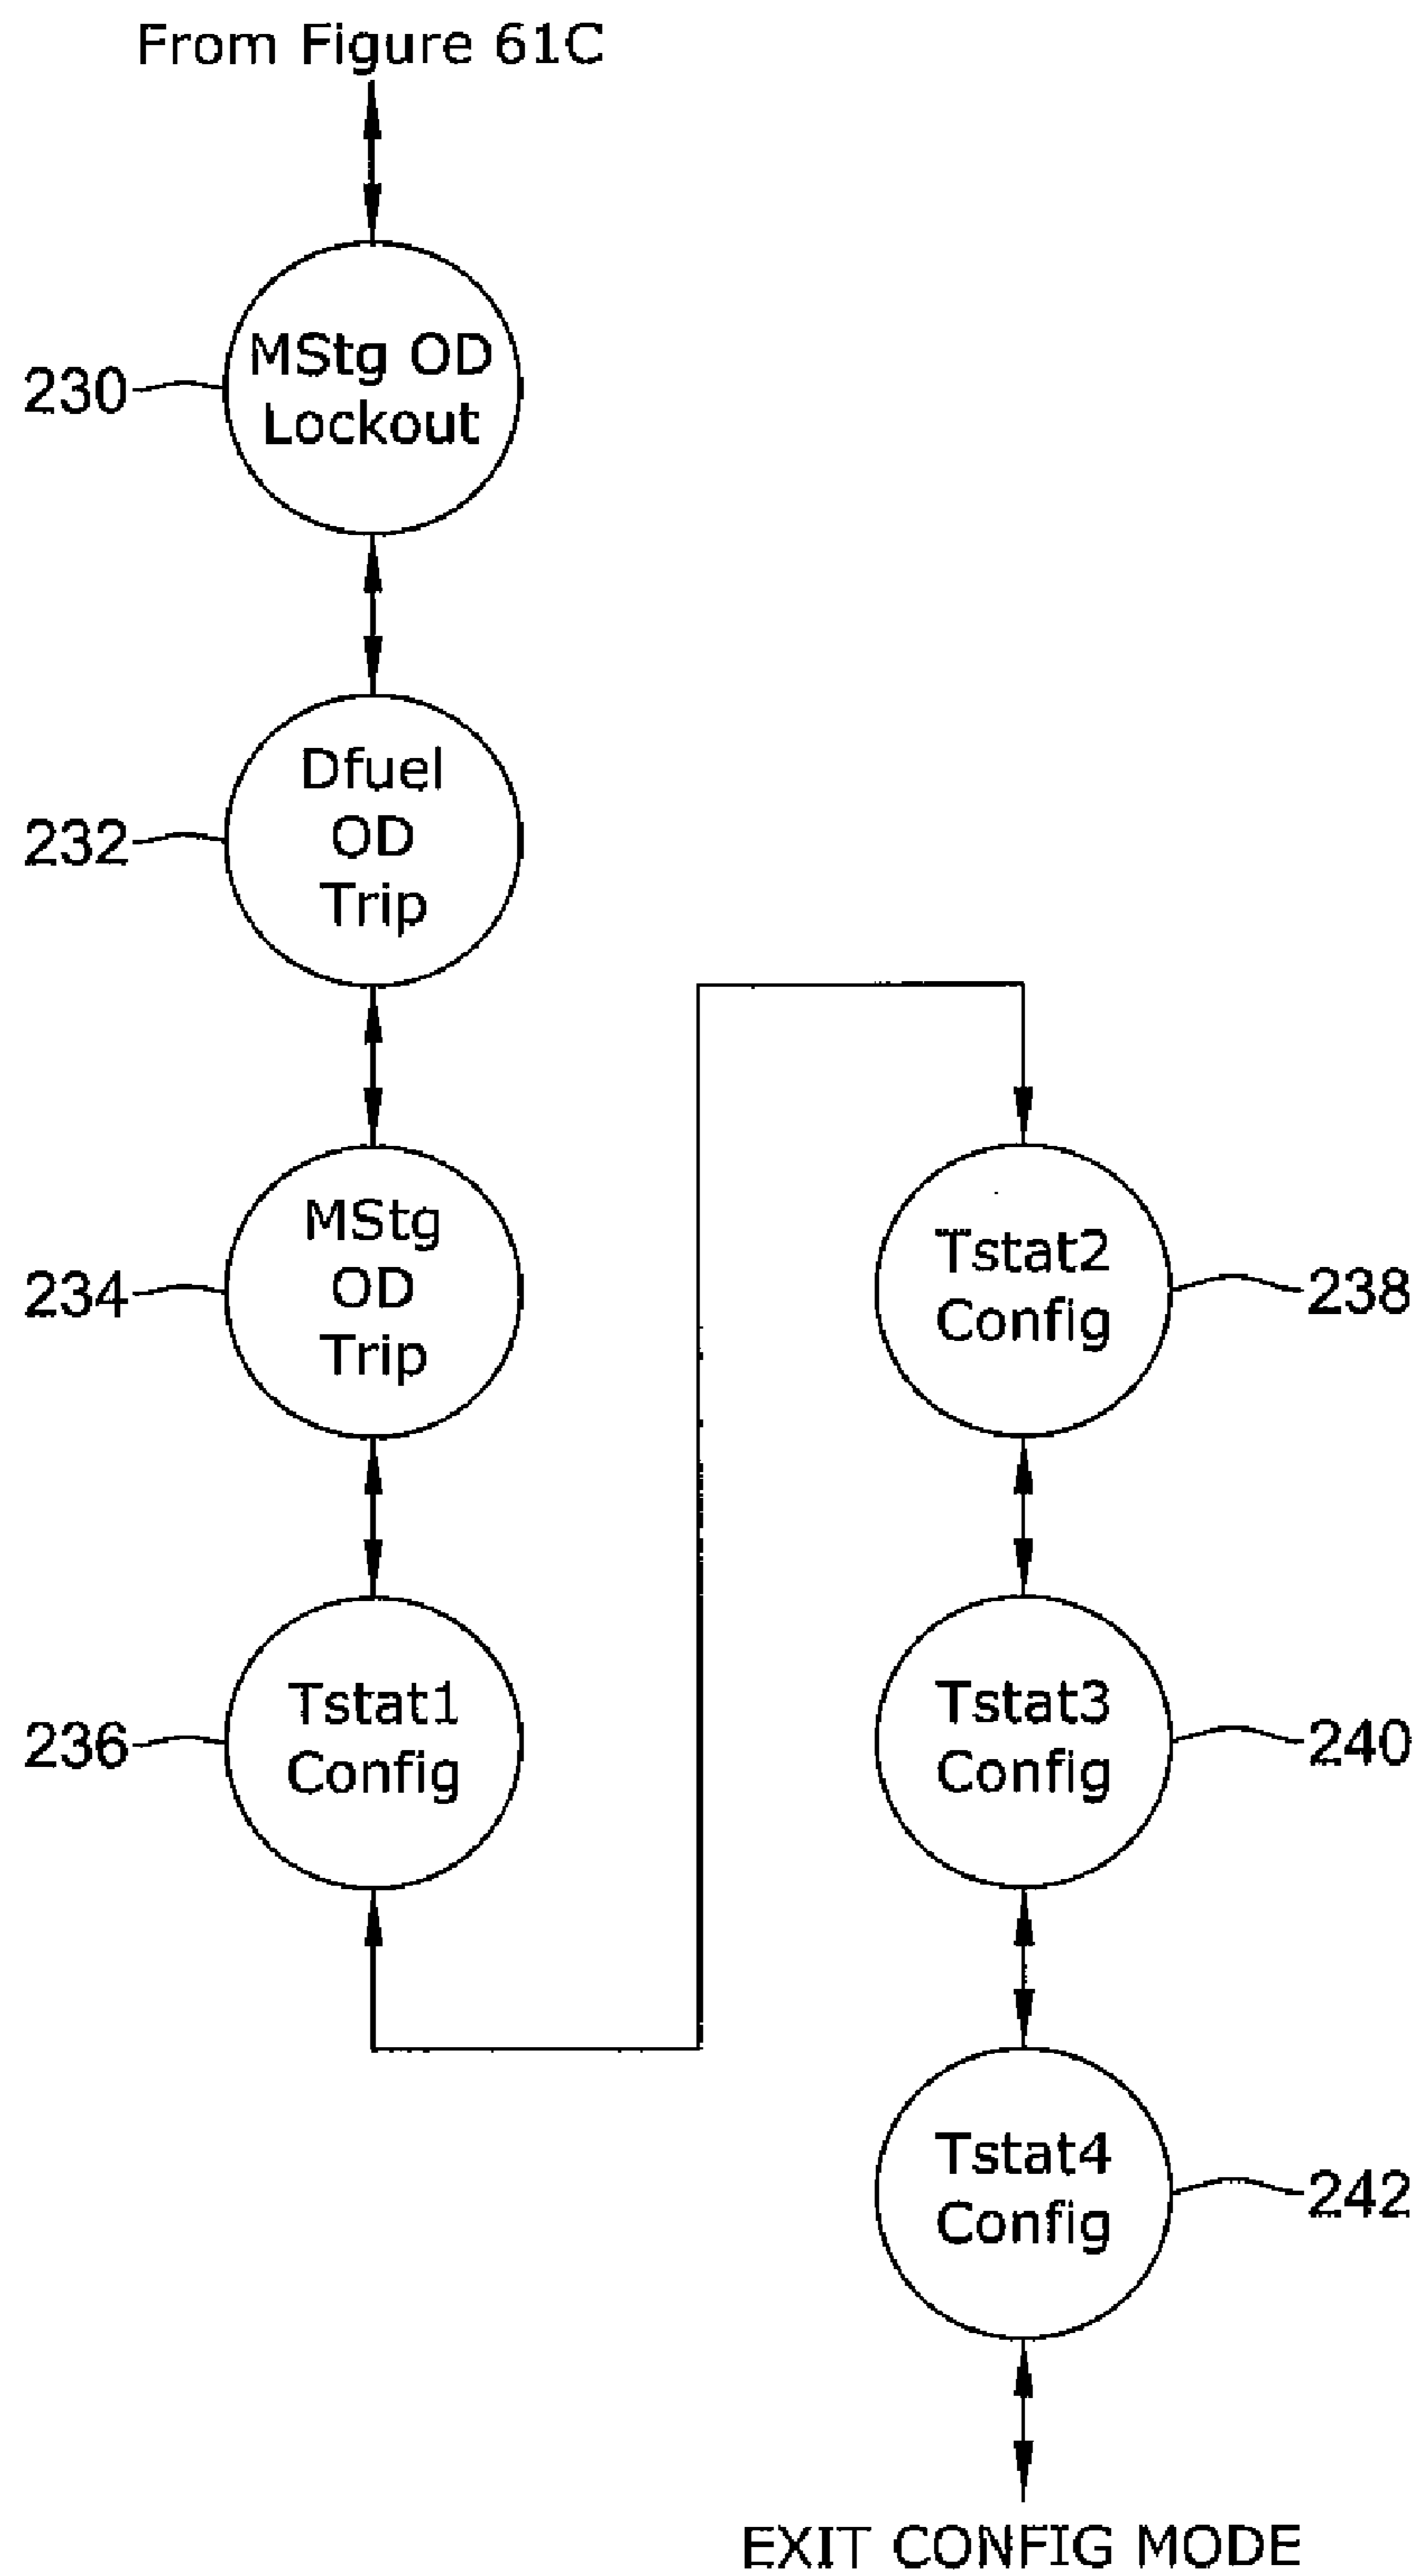 From Figure 61C
230
MStg OD
Lockout
232
Dfuel
OD
Trip
234
MStg
OD
Trip
236
Tstat1
Config
Tstat2
Config
238
Tstat3
Config
240
Tstat4
Config
242
EXIT CONFIG MODE